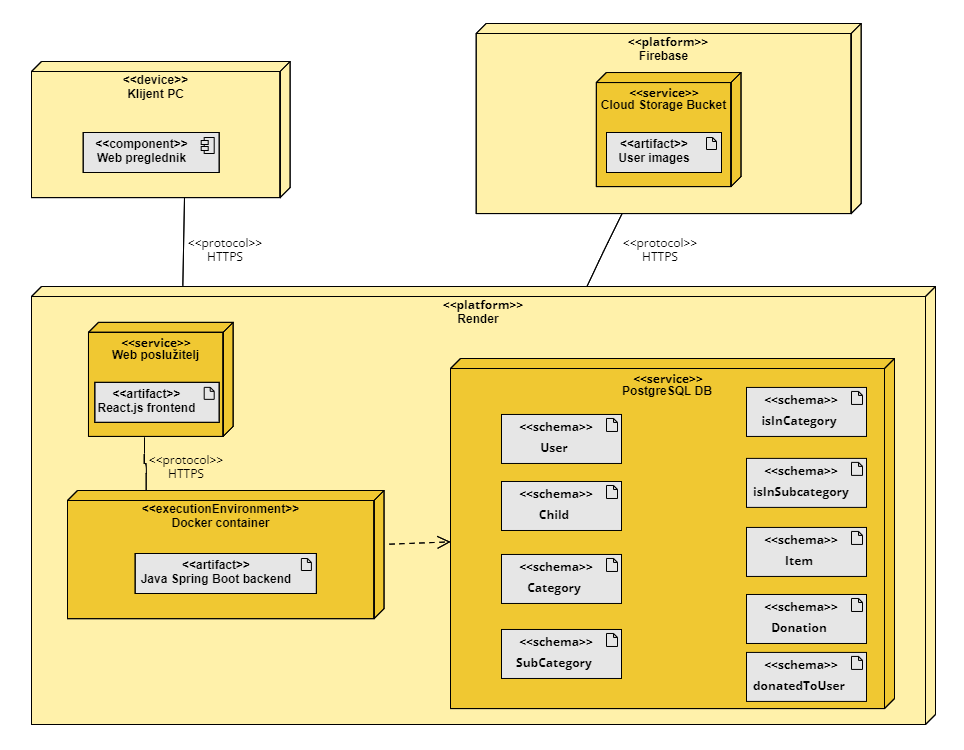 <<device>>
Klijent PC
<<component>>
Web preglednik
<<platform>>
Firebase
<<service>>
Cloud Storage Bucket
<<artifact>>
User images
<<protocol>>
HTTPS
<<protocol>>
HTTPS
<<platform>>
Render
<<service>>
Web poslužitelj
<<artifact>>
React.js frontend
<<protocol>>
HTTPS
<<executionEnvironment>>
Docker container
<<artifact>>
Java Spring Boot backend
<<service>>
PostgreSQL DB
<<schema>>
User
<<schema>>
Child
<<schema>>
Category
<<schema>>
SubCategory
<<schema>>
isInCategory
<<schema>>
isInSubcategory
<<schema>>
Item
<<schema>>
Donation
<<schema>>
donatedToUser